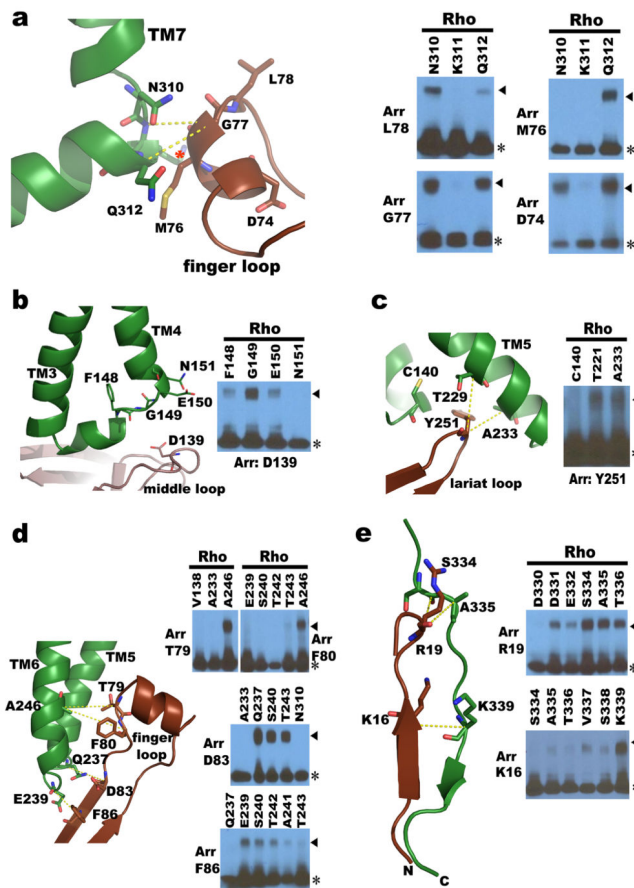 a
TM7
N310
L78
G77
*
Q312
M76
D74
finger loop
Rho
N310 K311 Q312
Arr L78
*
Arr G77
*
Rho
N310 K311 Q312
Arr M76
*
Arr D74
*
b
TM4
TM3
F148
N151
E150
G149
D139
middle loop
Rho
F148 G149 E150 N151
*
Arr: D139
c
TM5
C140
T229
Y251
A233
lariat loop
Rho
C140 T221 A233
*
Arr: Y251
d
TM6
TM5
A246
T79
F80
finger loop
Q237
D83
E239
F86
Rho
V138 A233 A246
Arr T79
Rho
E239 S240 T242 T243 A246
Arr F80
*
A233 Q237 S240 T243 N310
Arr D83
*
Q237 E239 S240 T242 A241 T243
Arr F86
*
e
S334
A335
R19
K339
K16
N
C
Rho
D330 D331 E332 S334 A335 T336
Arr R19
*
S334 A335 T336 V337 S338 K339
Arr K16
*